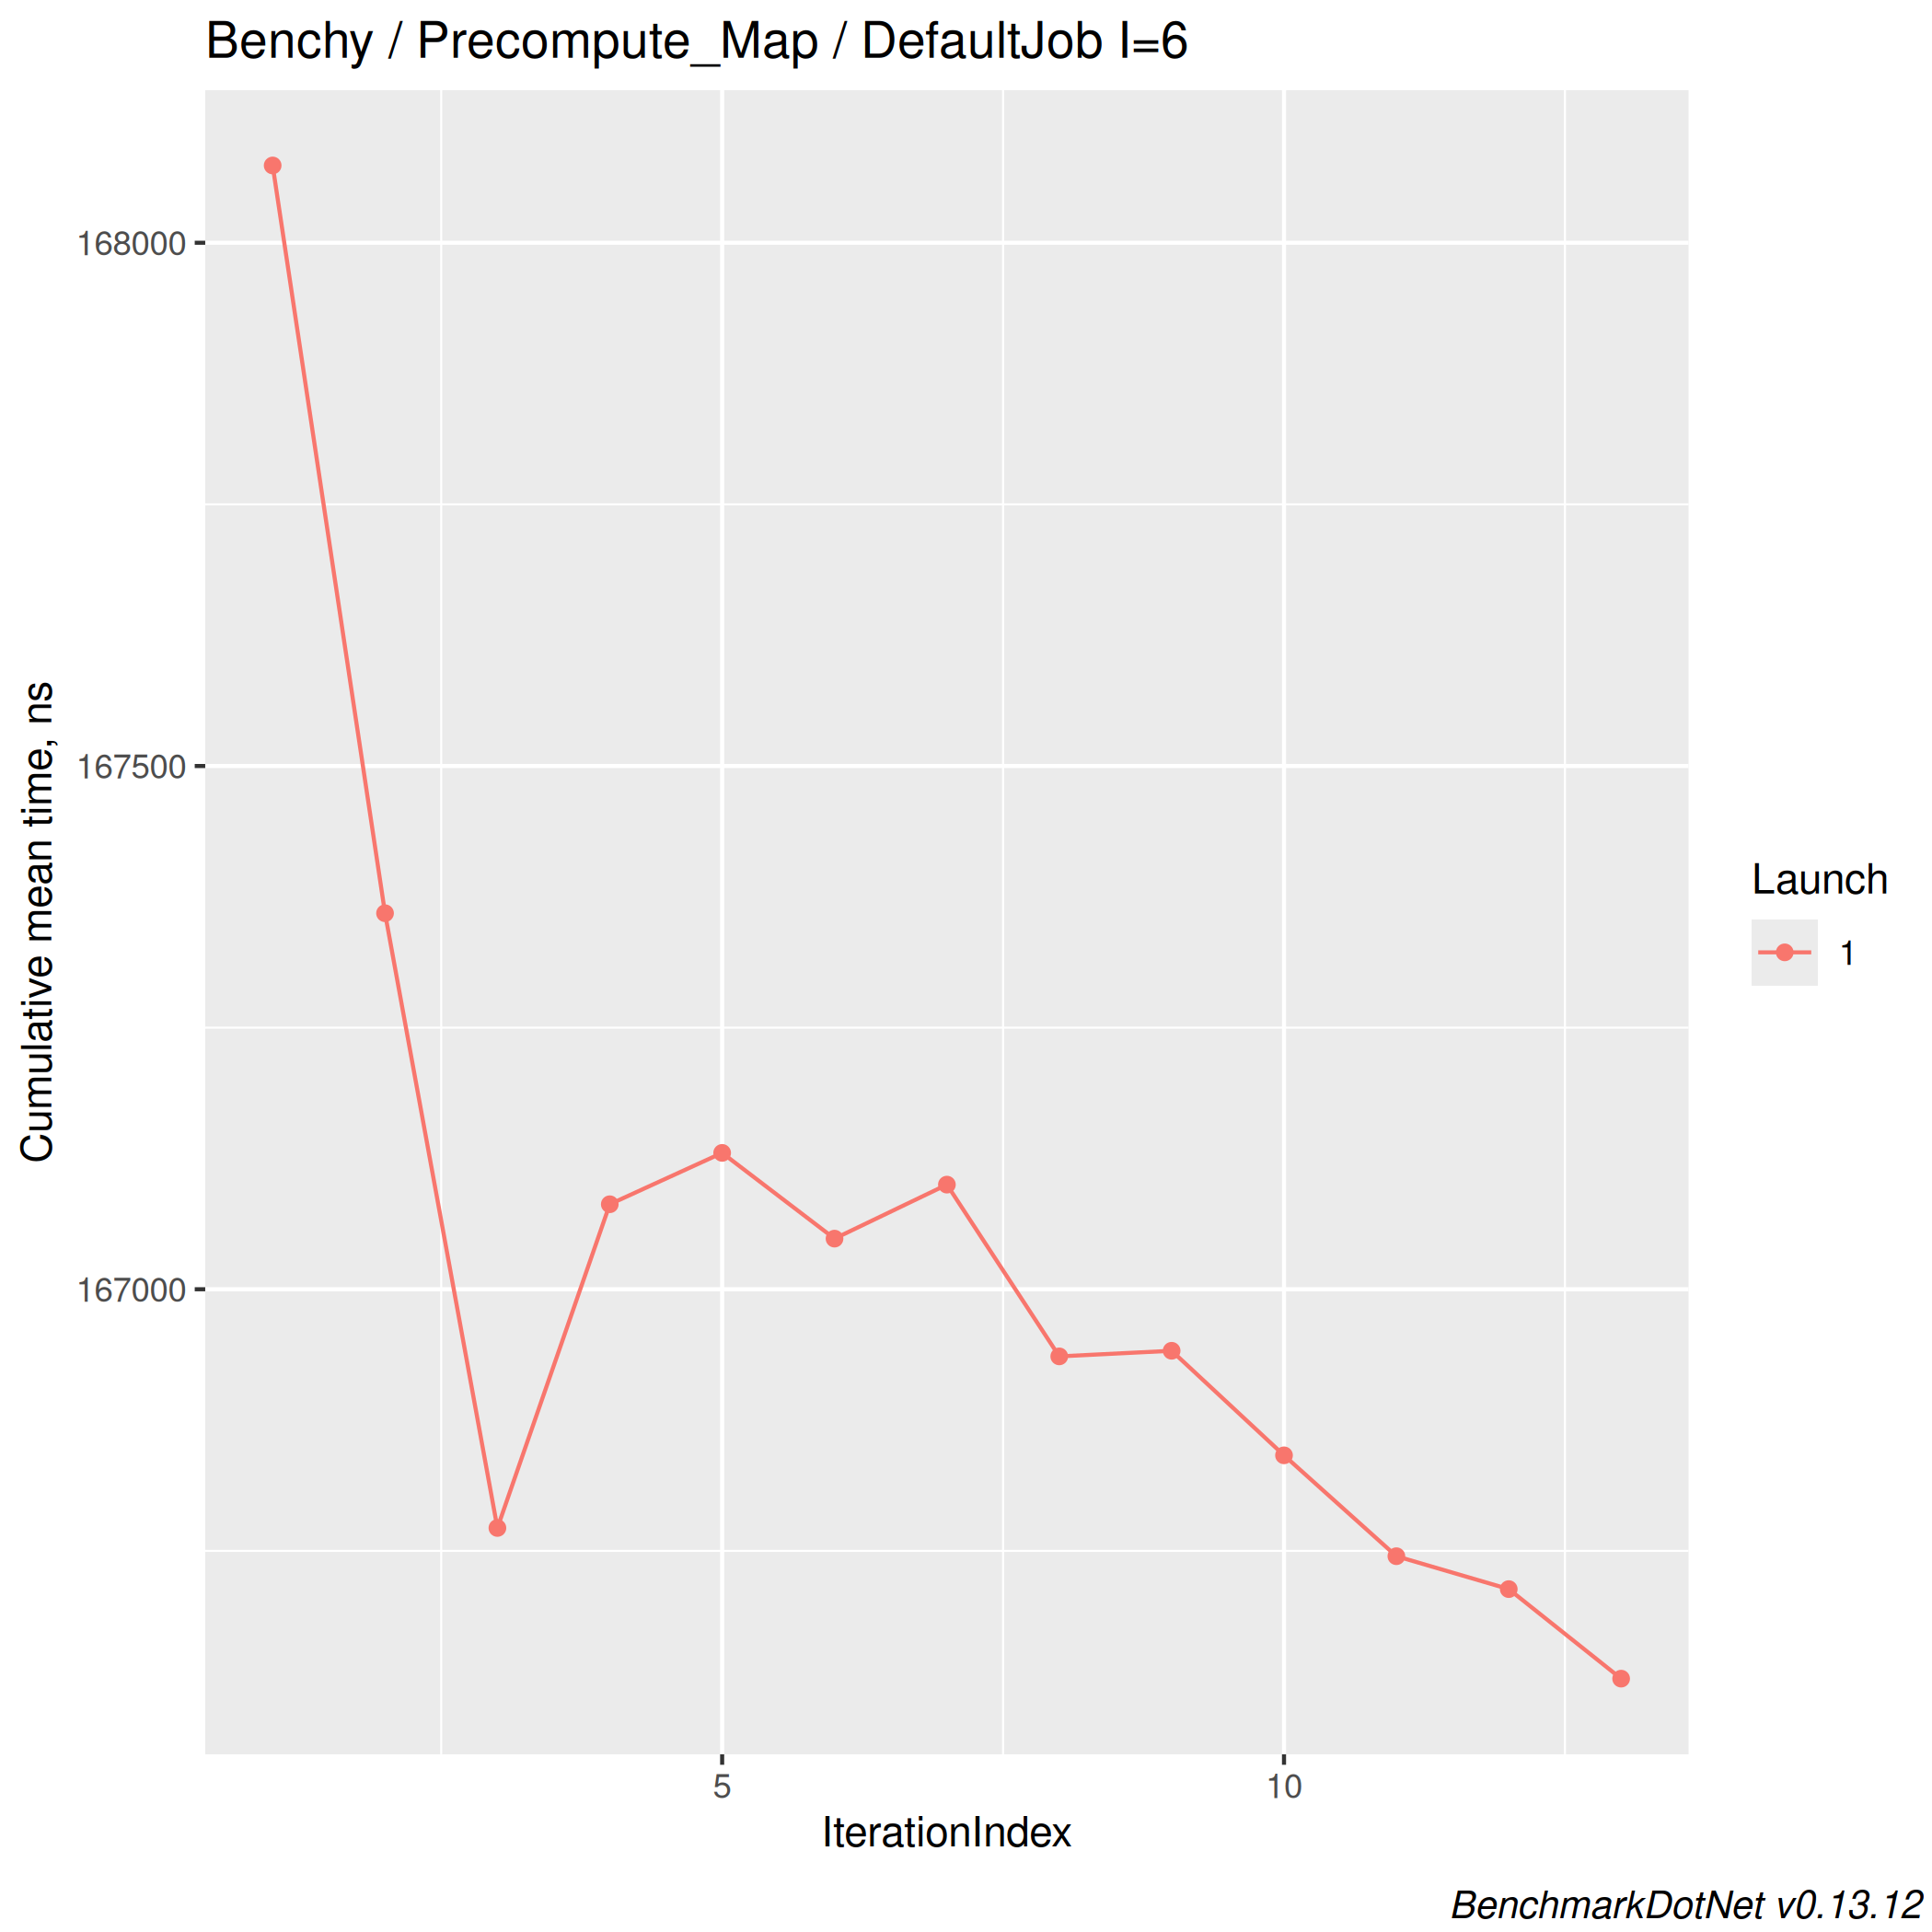 Benchy / Precompute_Map / DefaultJob I=6
168000
167500
167000
Cumulative mean time, ns
5
10
IterationIndex
Launch
1
BenchmarkDotNet v0.13.12